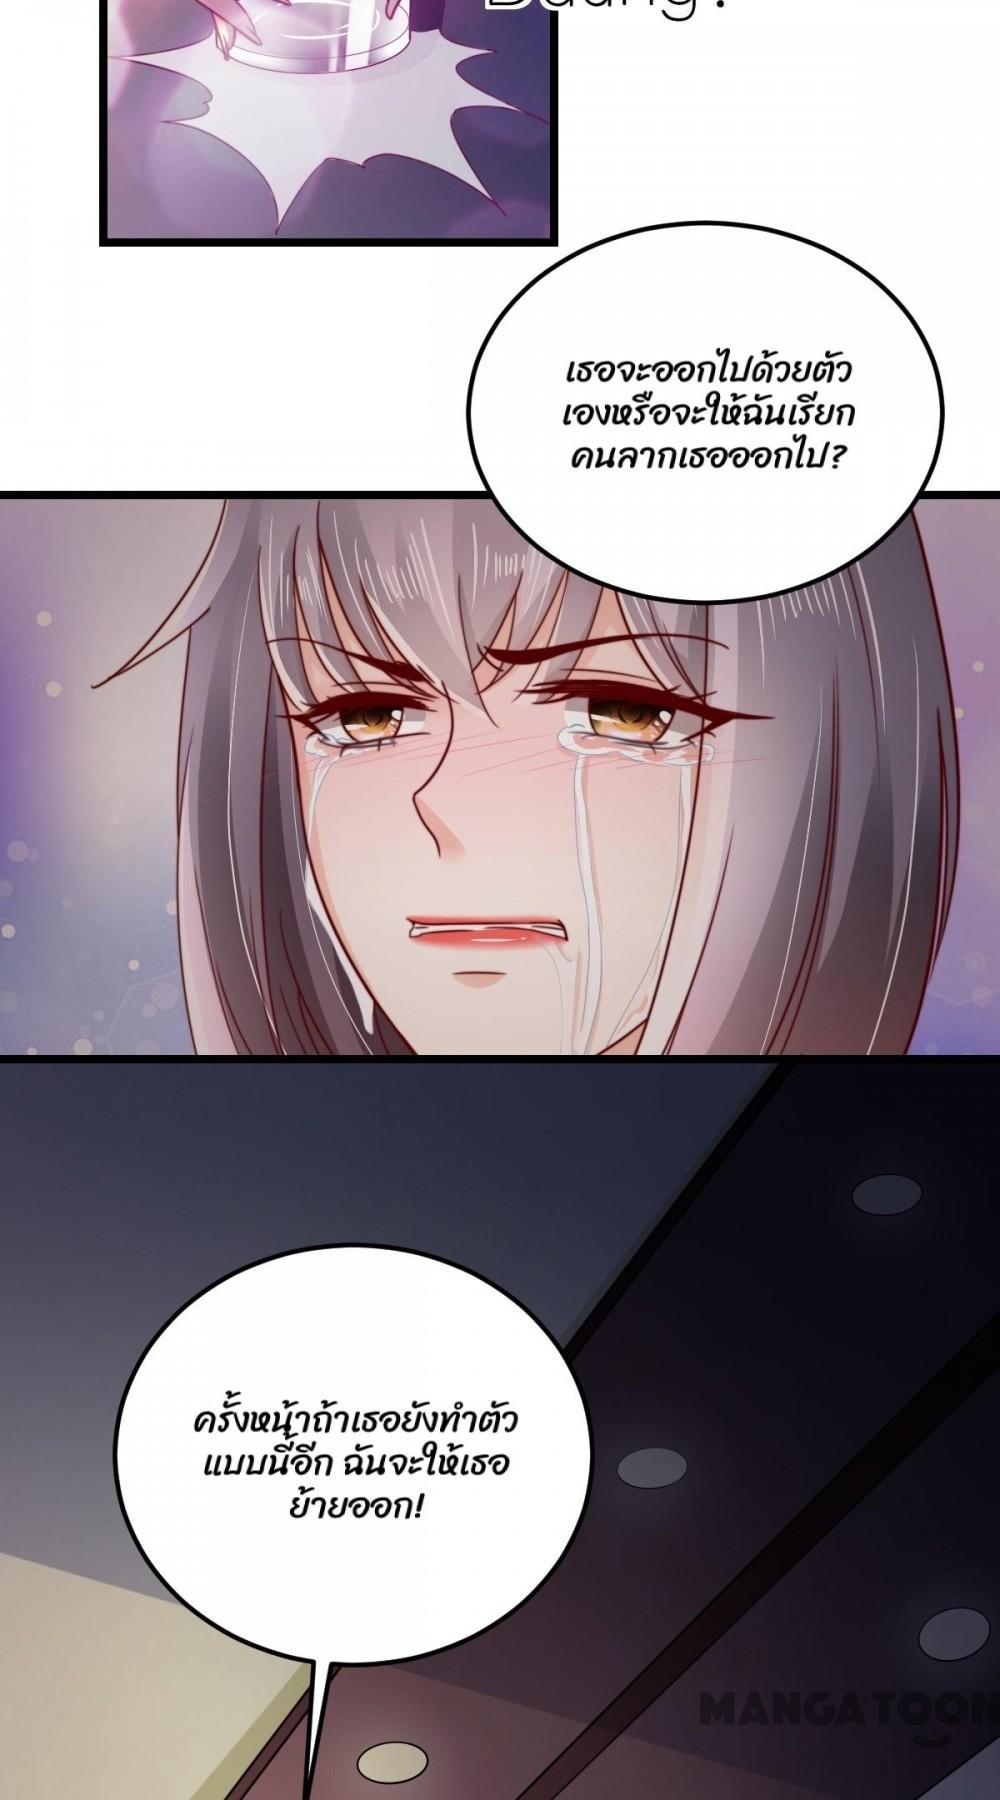 เธอจะออกไปด้วยตัว
เองหรือจะให้ฉันเรียก
คนลากเธอออกไป?
ครั้งหน้าถ้าเธอยังทำตัว
แบบนี้อีก ฉันจะให้เธอ
ย้ายออก!
MANGA TOON